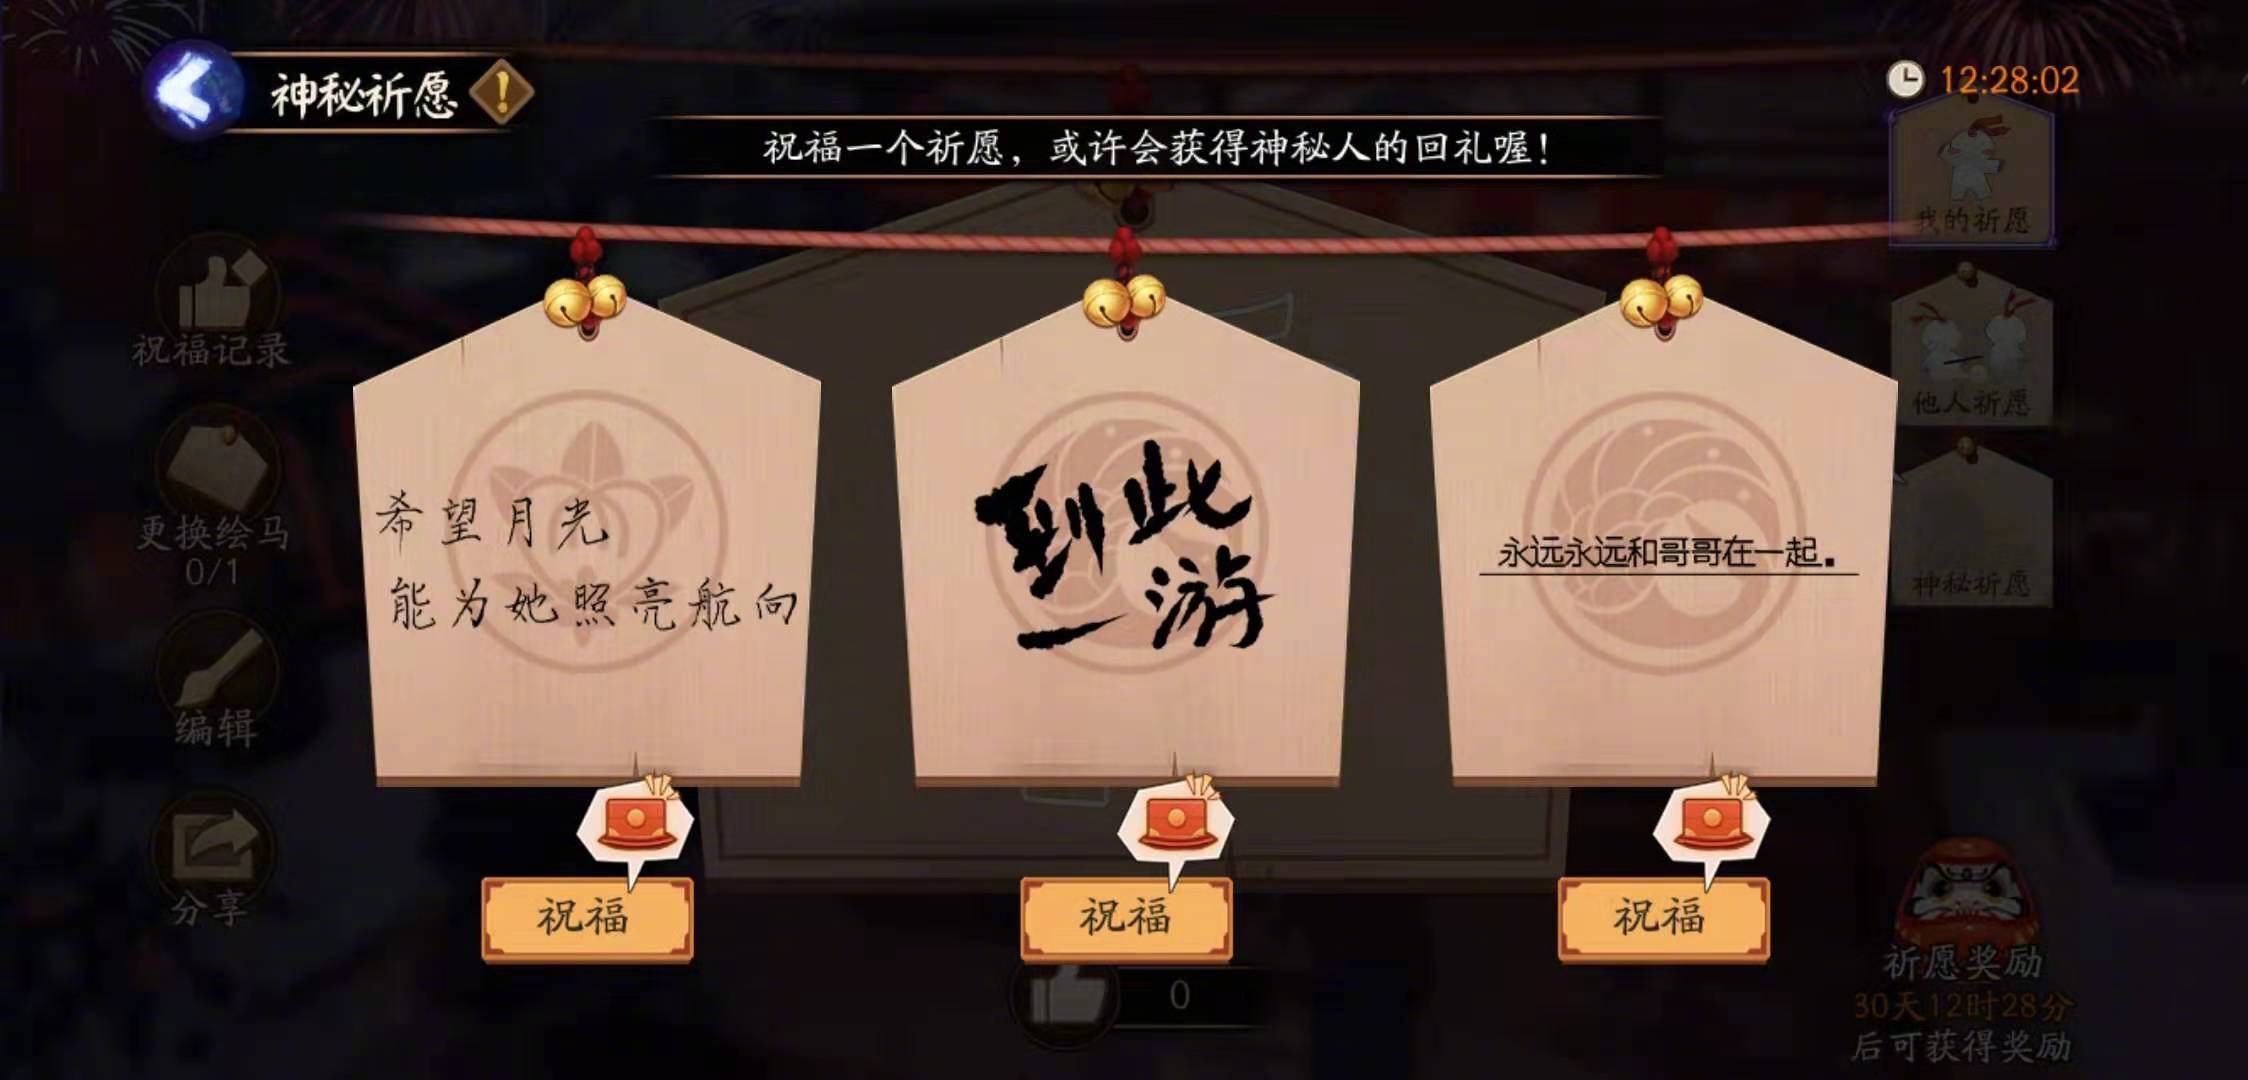 神秘祈愿
12:28:02
祝福一个祈愿，或许会获得神秘人的回礼喔！
我的祈愿
祝福记录
他人祈愿
希望月光
能为她照亮航向
到此
一游
永远永远和哥哥在一起.
更换绘马
0/1
神秘祈愿
编辑
分享
祝福
祝福
祝福
0
祈愿奖励
30天12时28分
后可获得奖励